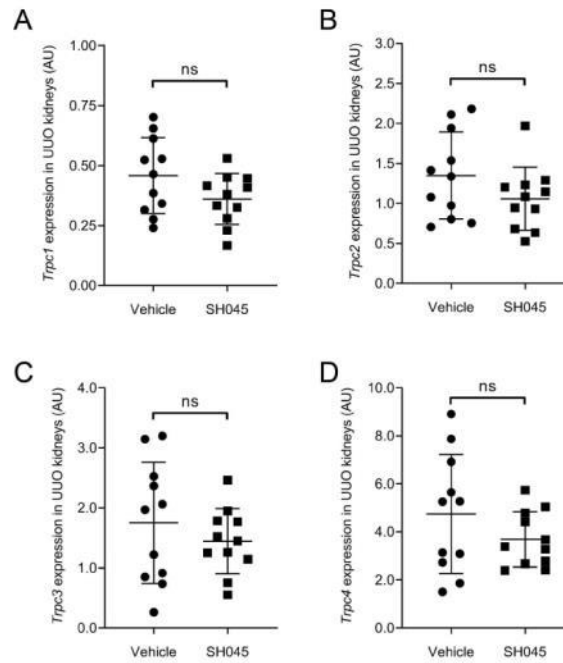 A
Trpc1 expression in UUO kidneys (AU)
1.00
0.75
0.50
0.25
0.00
ns
Vehicle
SH045
B
Trpc2 expression in UUO kidneys (AU)
3.0
2.5
2.0
1.5
1.0
0.5
0.0
ns
Vehicle
SH045
C
Trpc3 expression in UUO kidneys (AU)
4.0
3.0
2.0
1.0
0.0
ns
Vehicle
SH045
D
Trpc4 expression in UUO kidneys (AU)
10.0
8.0
6.0
4.0
2.0
0.0
ns
Vehicle
SH045